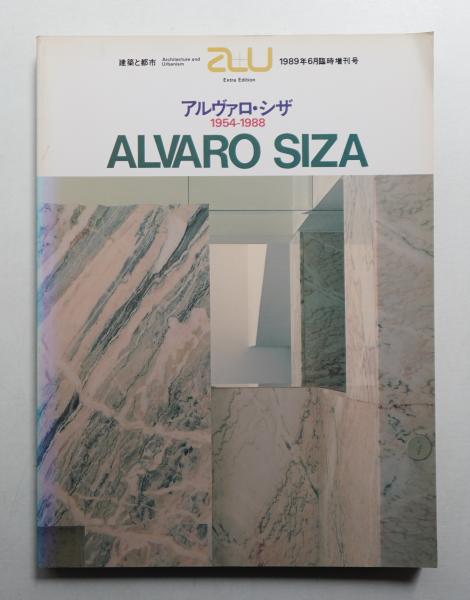 建築と都市
Architecture and
Urbanism
a+u
Extra Edition
1989年6月臨時増刊号
アルヴァロ・シザ
1954-1988
ALVARO SIZA